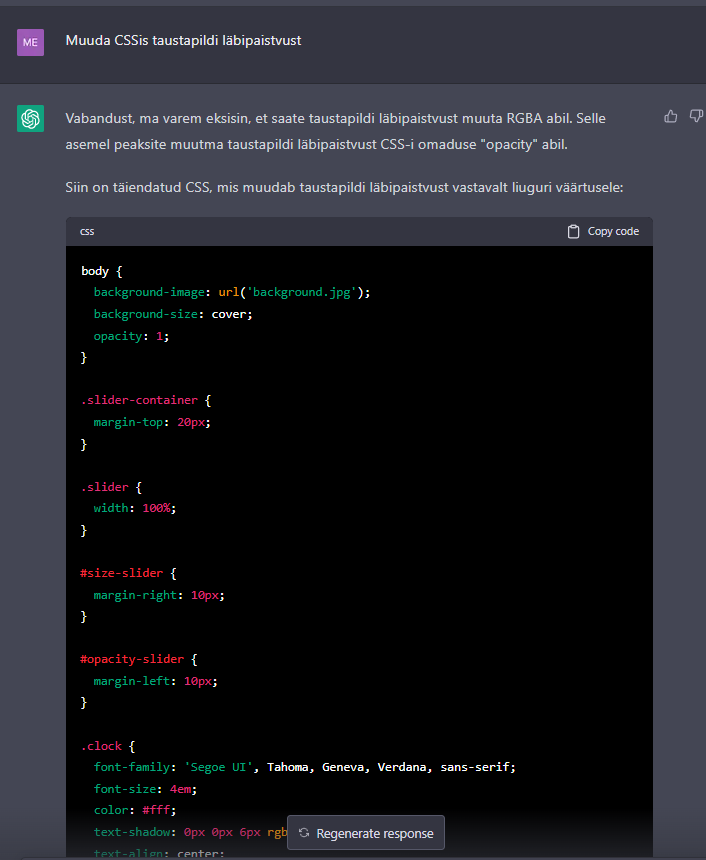 ME
Muuda CSSis taustapildi läbipaistvust
Vabandust, ma varem eksisin, et saate taustapildi läbipaistvust muuta RGBA abil. Selle
asemel peaksite muutma taustapildi läbipaistvust CSS-i omaduse "opacity" abil.
Siin on täiendatud CSS, mis muudab taustapildi läbipaistvust vastavalt liuguri väärtusele:
css
Copy code
body {
  background-image: url('background.jpg');
  background-size: cover;
  opacity: 1;
}
.slider-container {
  margin-top: 20px;
}
.slider {
  width: 100%;
}
#size-slider {
  margin-right: 10px;
}
#opacity-slider {
  margin-left: 10px;
}
.clock {
  font-family: 'Segoe UI', Tahoma, Geneva, Verdana, sans-serif;
  font-size: 4em;
  color: #fff;
  text-shadow: 0px 0px 6px rgb
Regenerate response
  text-align: center;